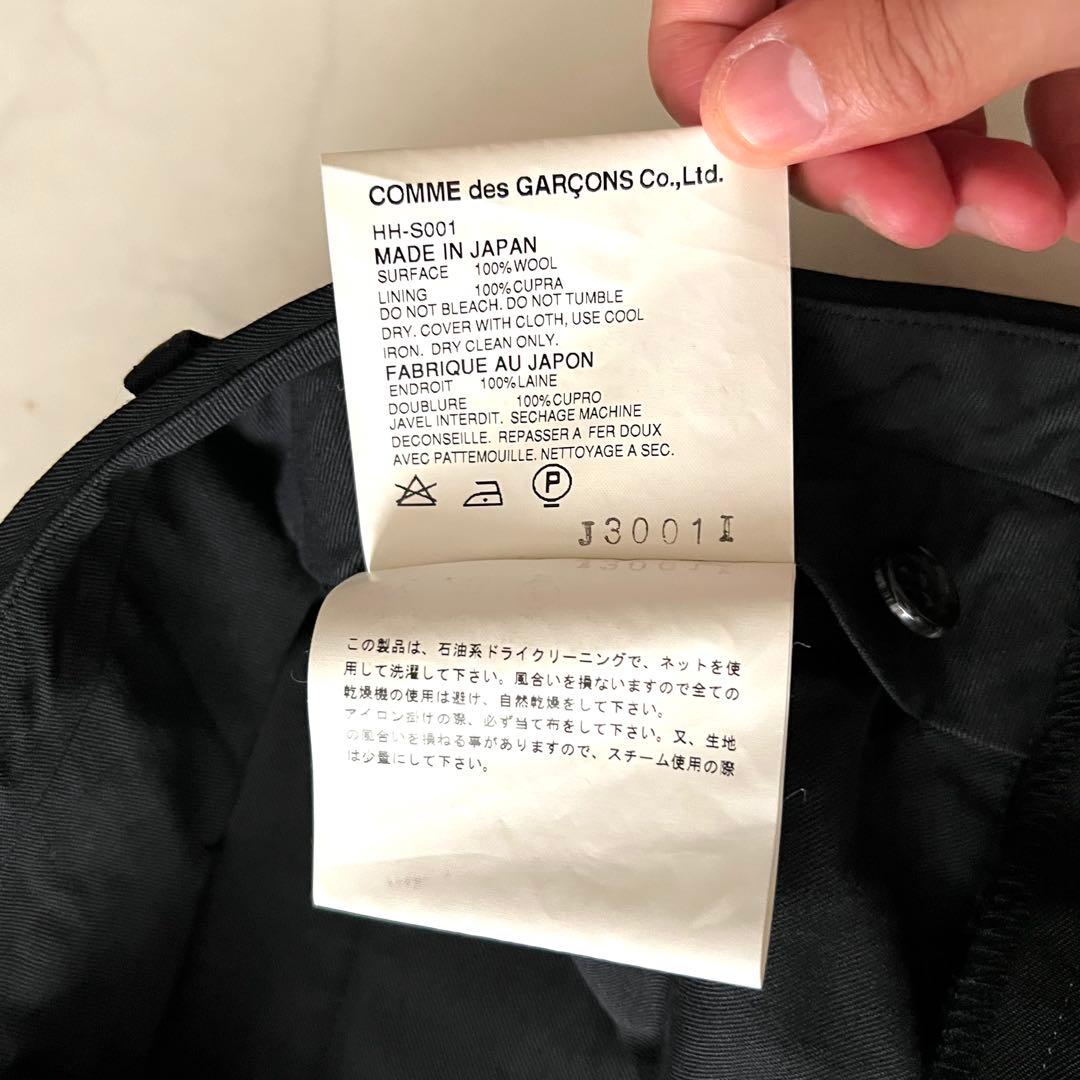 COMME des GARÇONS Co.,Ltd.
HH-S001
MADE IN JAPAN
SURFACE 100%WOOL
LINING 100%CUPRA
DO NOT BLEACH. DO NOT TUMBLE
DRY. COVER WITH CLOTH, USE COOL
IRON. DRY CLEAN ONLY.
FABRIQUE AU JAPON
ENDROIT 100%LAINE
DOUBLURE 100%CUPRO
JAVEL INTERDIT. SECHAGE MACHINE
DECONSEILLE. REPASSER A FER DOUX
AVEC PATTEMOUILLE. NETTOYAGE A SEC.
P
J3001I
この製品は、石油系ドライクリーニングで、ネットを使
用して洗濯して下さい。風合いを損ないますので全ての
乾燥機の使用は避け、自然乾燥をして下さい。
アイロン掛けの際、必ず当て布をして下さい。又、生地
の風合いを損ねる事がありますので、スチーム使用の際
は少量にして下さい。